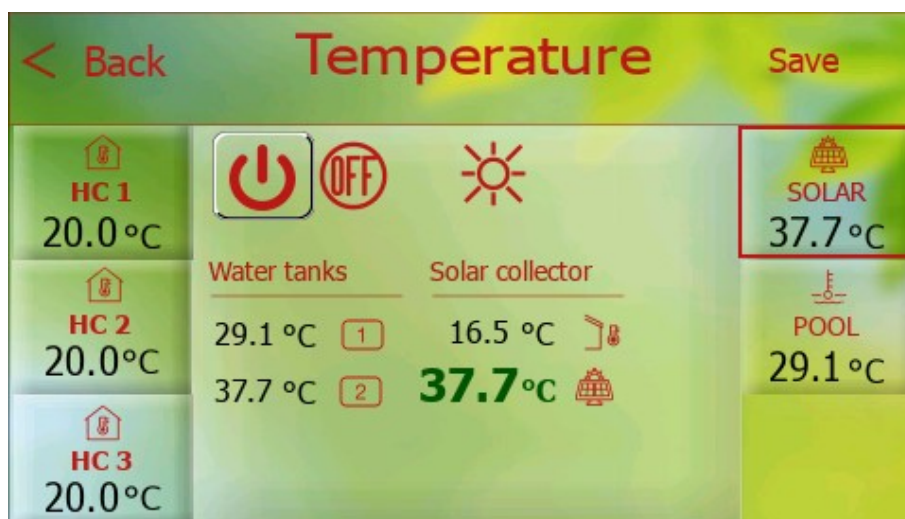 < Back Temperature Save
HC 1
20.0 °C
HC 2
20.0°C
HC 3
20.0°C
OFF
Water tanks
29.1 °C 1
37.7 °C 2
Solar collector
16.5 °C
37.7°C
SOLAR
37.7°C
POOL
29.1°C